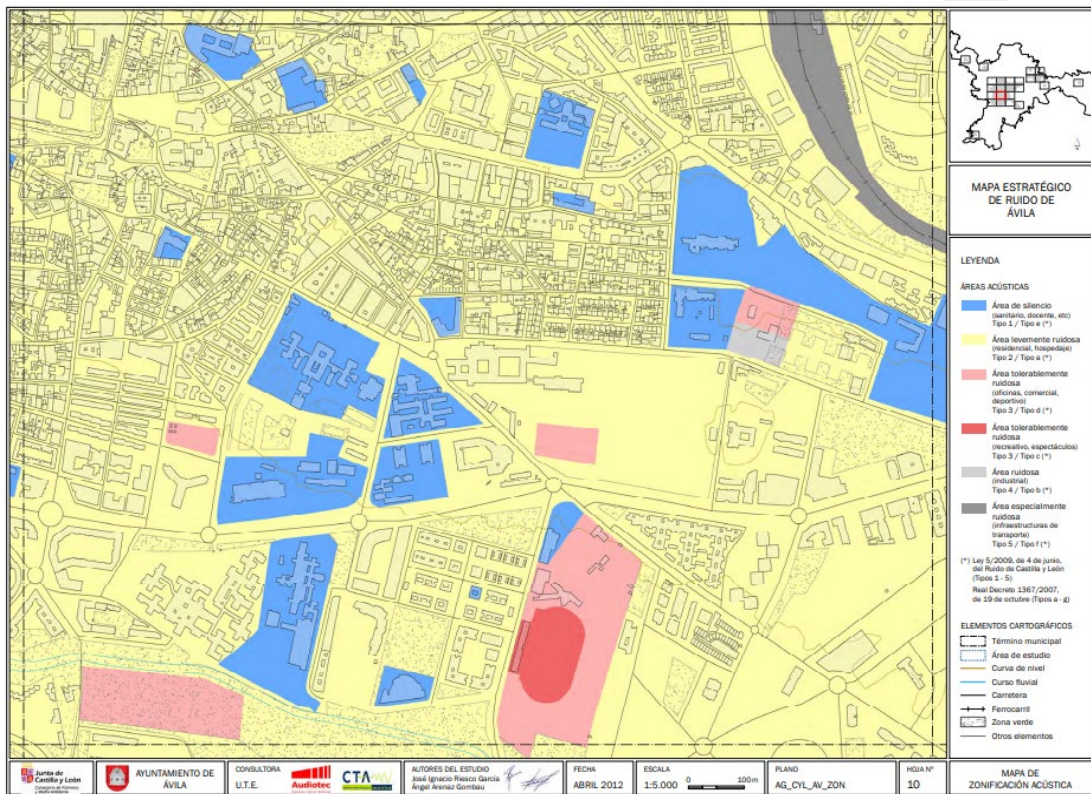 MAPA ESTRATÉGICO
DE RUIDO DE
ÁVILA
LEYENDA
ÁREAS ACÚSTICAS
Área de silencio
(sanitario, docente, etc)
Tipo 1 / Tipo e (*)
Área levemente ruidosa
(residencial, hospedaje)
Tipo 2 / Tipo a (*)
Área tolerablemente
ruidosa
(oficinas, comercial,
deportivo)
Tipo 3 / Tipo d (*)
Área tolerablemente
ruidosa
(recreativo, espectáculos)
Tipo 3 / Tipo c (*)
Área ruidosa
(industrial)
Tipo 4 / Tipo b (*)
Área especialmente
ruidosa
(infraestructuras de
transporte)
Tipo 5 / Tipo f (*)
(*) Ley 5/2009, de 4 de junio,
del Ruido de Castilla y León
(Tipos 1 - 5)
Real Decreto 1367/2007,
de 19 de octubre (Tipos a - g)
ELEMENTOS CARTOGRÁFICOS
Término municipal
Área de estudio
Curva de nivel
Curso fluvial
Carretera
Ferrocarril
Zona verde
Otros elementos
Junta de
Castilla y León
AYUNTAMIENTO DE
ÁVILA
CONSULTORA
U.T.E.
Audiotec
CTA
AUTORES DEL ESTUDIO
José Ignacio Riesco García
Ángel Arenaz Gombau
FECHA
ABRIL 2012
ESCALA
1:5.000
0 100 m
PLANO
AG_CYL_AV_ZON
HOJA Nº
10
MAPA DE
ZONIFICACIÓN ACÚSTICA